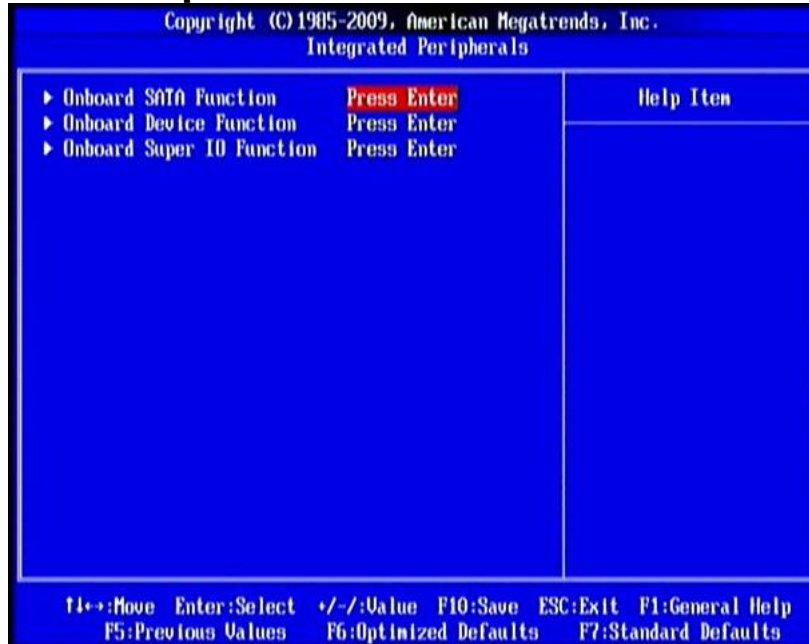 Copyright (C)1985-2009, American Megatrends, Inc.
Integrated Peripherals
▶ Onboard SATA Function Press Enter
▶ Onboard Device Function Press Enter
▶ Onboard Super IO Function Press Enter
Help Item
↑↓←→:Move Enter:Select +/-/:Value F10:Save ESC:Exit F1:General Help
F5:Previous Values F6:Optimized Defaults F7:Standard Defaults